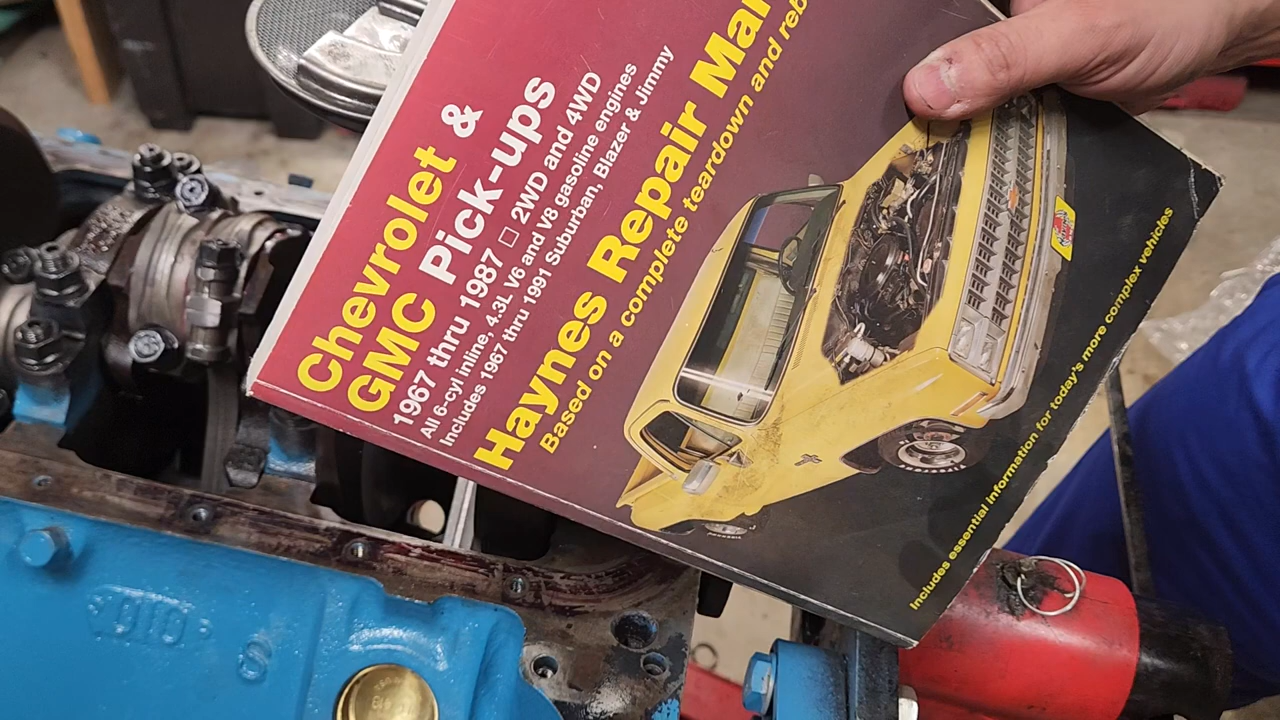 Chevrolet &
GMC Pick-ups
1967 thru 1987 □ 2WD and 4WD
All 6-cyl inline, 4.3L V6 and V8 gasoline engines
Includes 1967 thru 1991 Suburban, Blazer & Jimmy
Haynes Repair
Based on a complete teardown and
Includes essential information for today's more complex vehicles